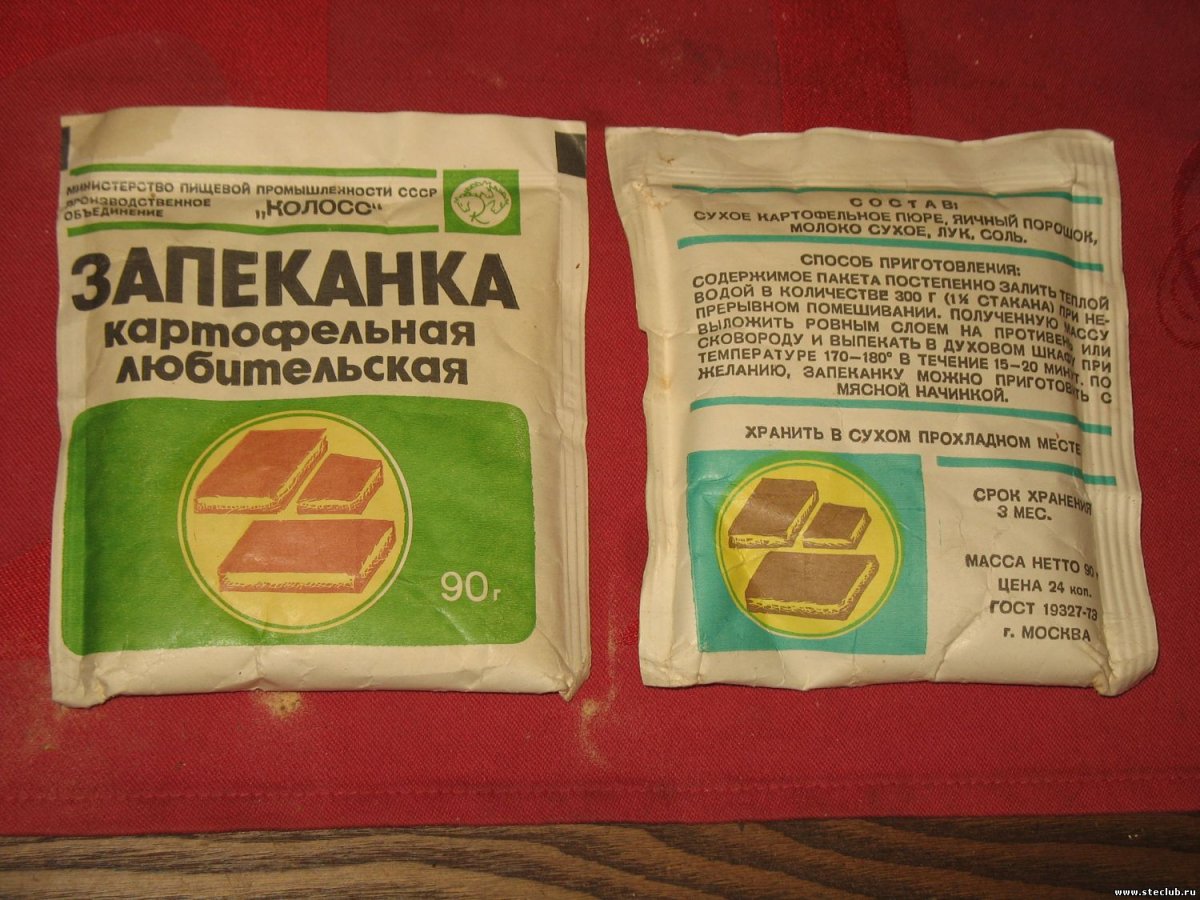 МИНИСТЕРСТВО ПИЩЕВОЙ ПРОМЫШЛЕННОСТИ СССР
ПРОИЗВОДСТВЕННОЕ
ОБЪЕДИНЕНИЕ
„КОЛОСС“
ЗАПЕКАНКА
картофельная
любительская
90г
СОСТАВ:
СУХОЕ КАРТОФЕЛЬНОЕ ПЮРЕ, ЯИЧНЫЙ ПОРОШОК,
МОЛОКО СУХОЕ, ЛУК, СОЛЬ.
СПОСОБ ПРИГОТОВЛЕНИЯ:
СОДЕРЖИМОЕ ПАКЕТА ПОСТЕПЕННО ЗАЛИТЬ ТЕПЛОЙ
ВОДОЙ В КОЛИЧЕСТВЕ 300 Г (1½ СТАКАНА) ПРИ НЕ-
ПРЕРЫВНОМ ПОМЕШИВАНИИ. ПОЛУЧЕННУЮ МАССУ
ВЫЛОЖИТЬ РОВНЫМ СЛОЕМ НА ПРОТИВЕНЬ ИЛИ
СКОВОРОДУ И ВЫПЕКАТЬ В ДУХОВОМ ШКАФУ ПРИ
ТЕМПЕРАТУРЕ 170—180° В ТЕЧЕНИЕ 15—20 МИНУТ. ПО
ЖЕЛАНИЮ, ЗАПЕКАНКУ МОЖНО ПРИГОТОВИТЬ С
МЯСНОЙ НАЧИНКОЙ.
ХРАНИТЬ В СУХОМ ПРОХЛАДНОМ МЕСТЕ
СРОК ХРАНЕНИЯ
3 МЕС.
МАССА НЕТТО 90 г
ЦЕНА 24 коп.
ГОСТ 19327-73
г. МОСКВА
www.steclub.ru